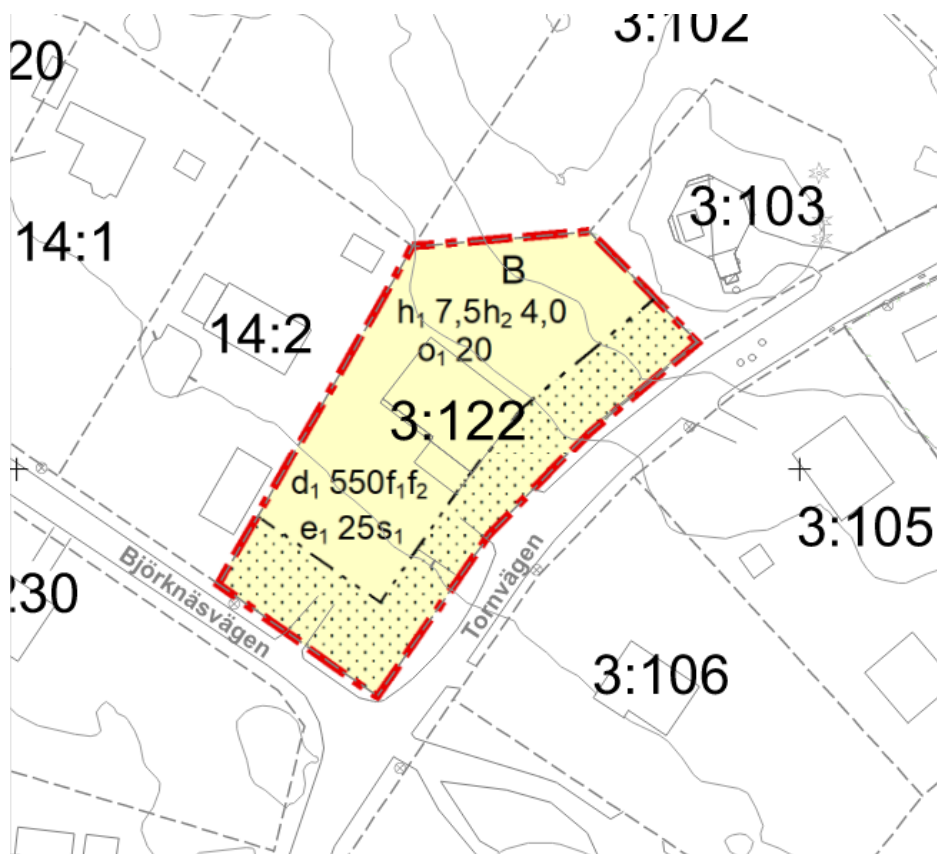 3:102
20
3:103
14:1
B
h₁ 7,5h₂ 4,0
14:2
o₁ 20
3:122
d₁ 550f₁f₂
e₁ 25s₁
3:105
Björknäsvägen
Tornvägen
:230
3:106